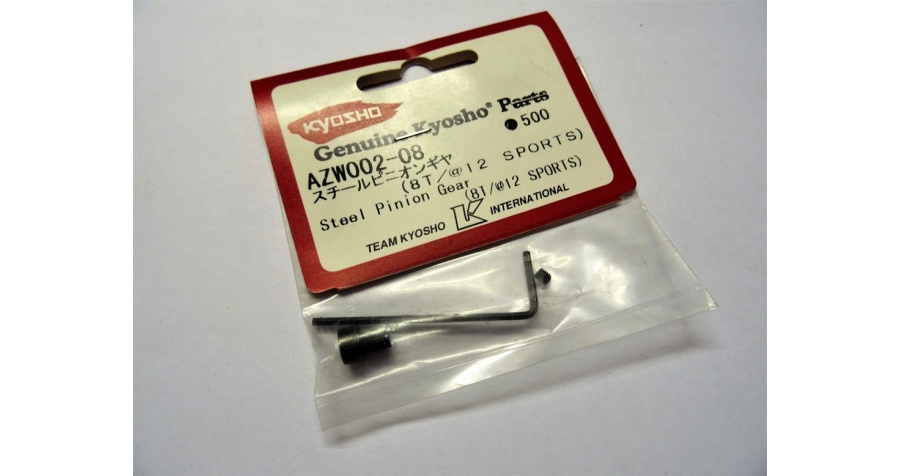 KYOSHO
Genuine Kyosho® Parts
AZW002-08 ●500
スチールピニオンギヤ
(8T/@12 SPORTS)
Steel Pinion Gear (8T/@12 SPORTS)
TEAM KYOSHO K INTERNATIONAL